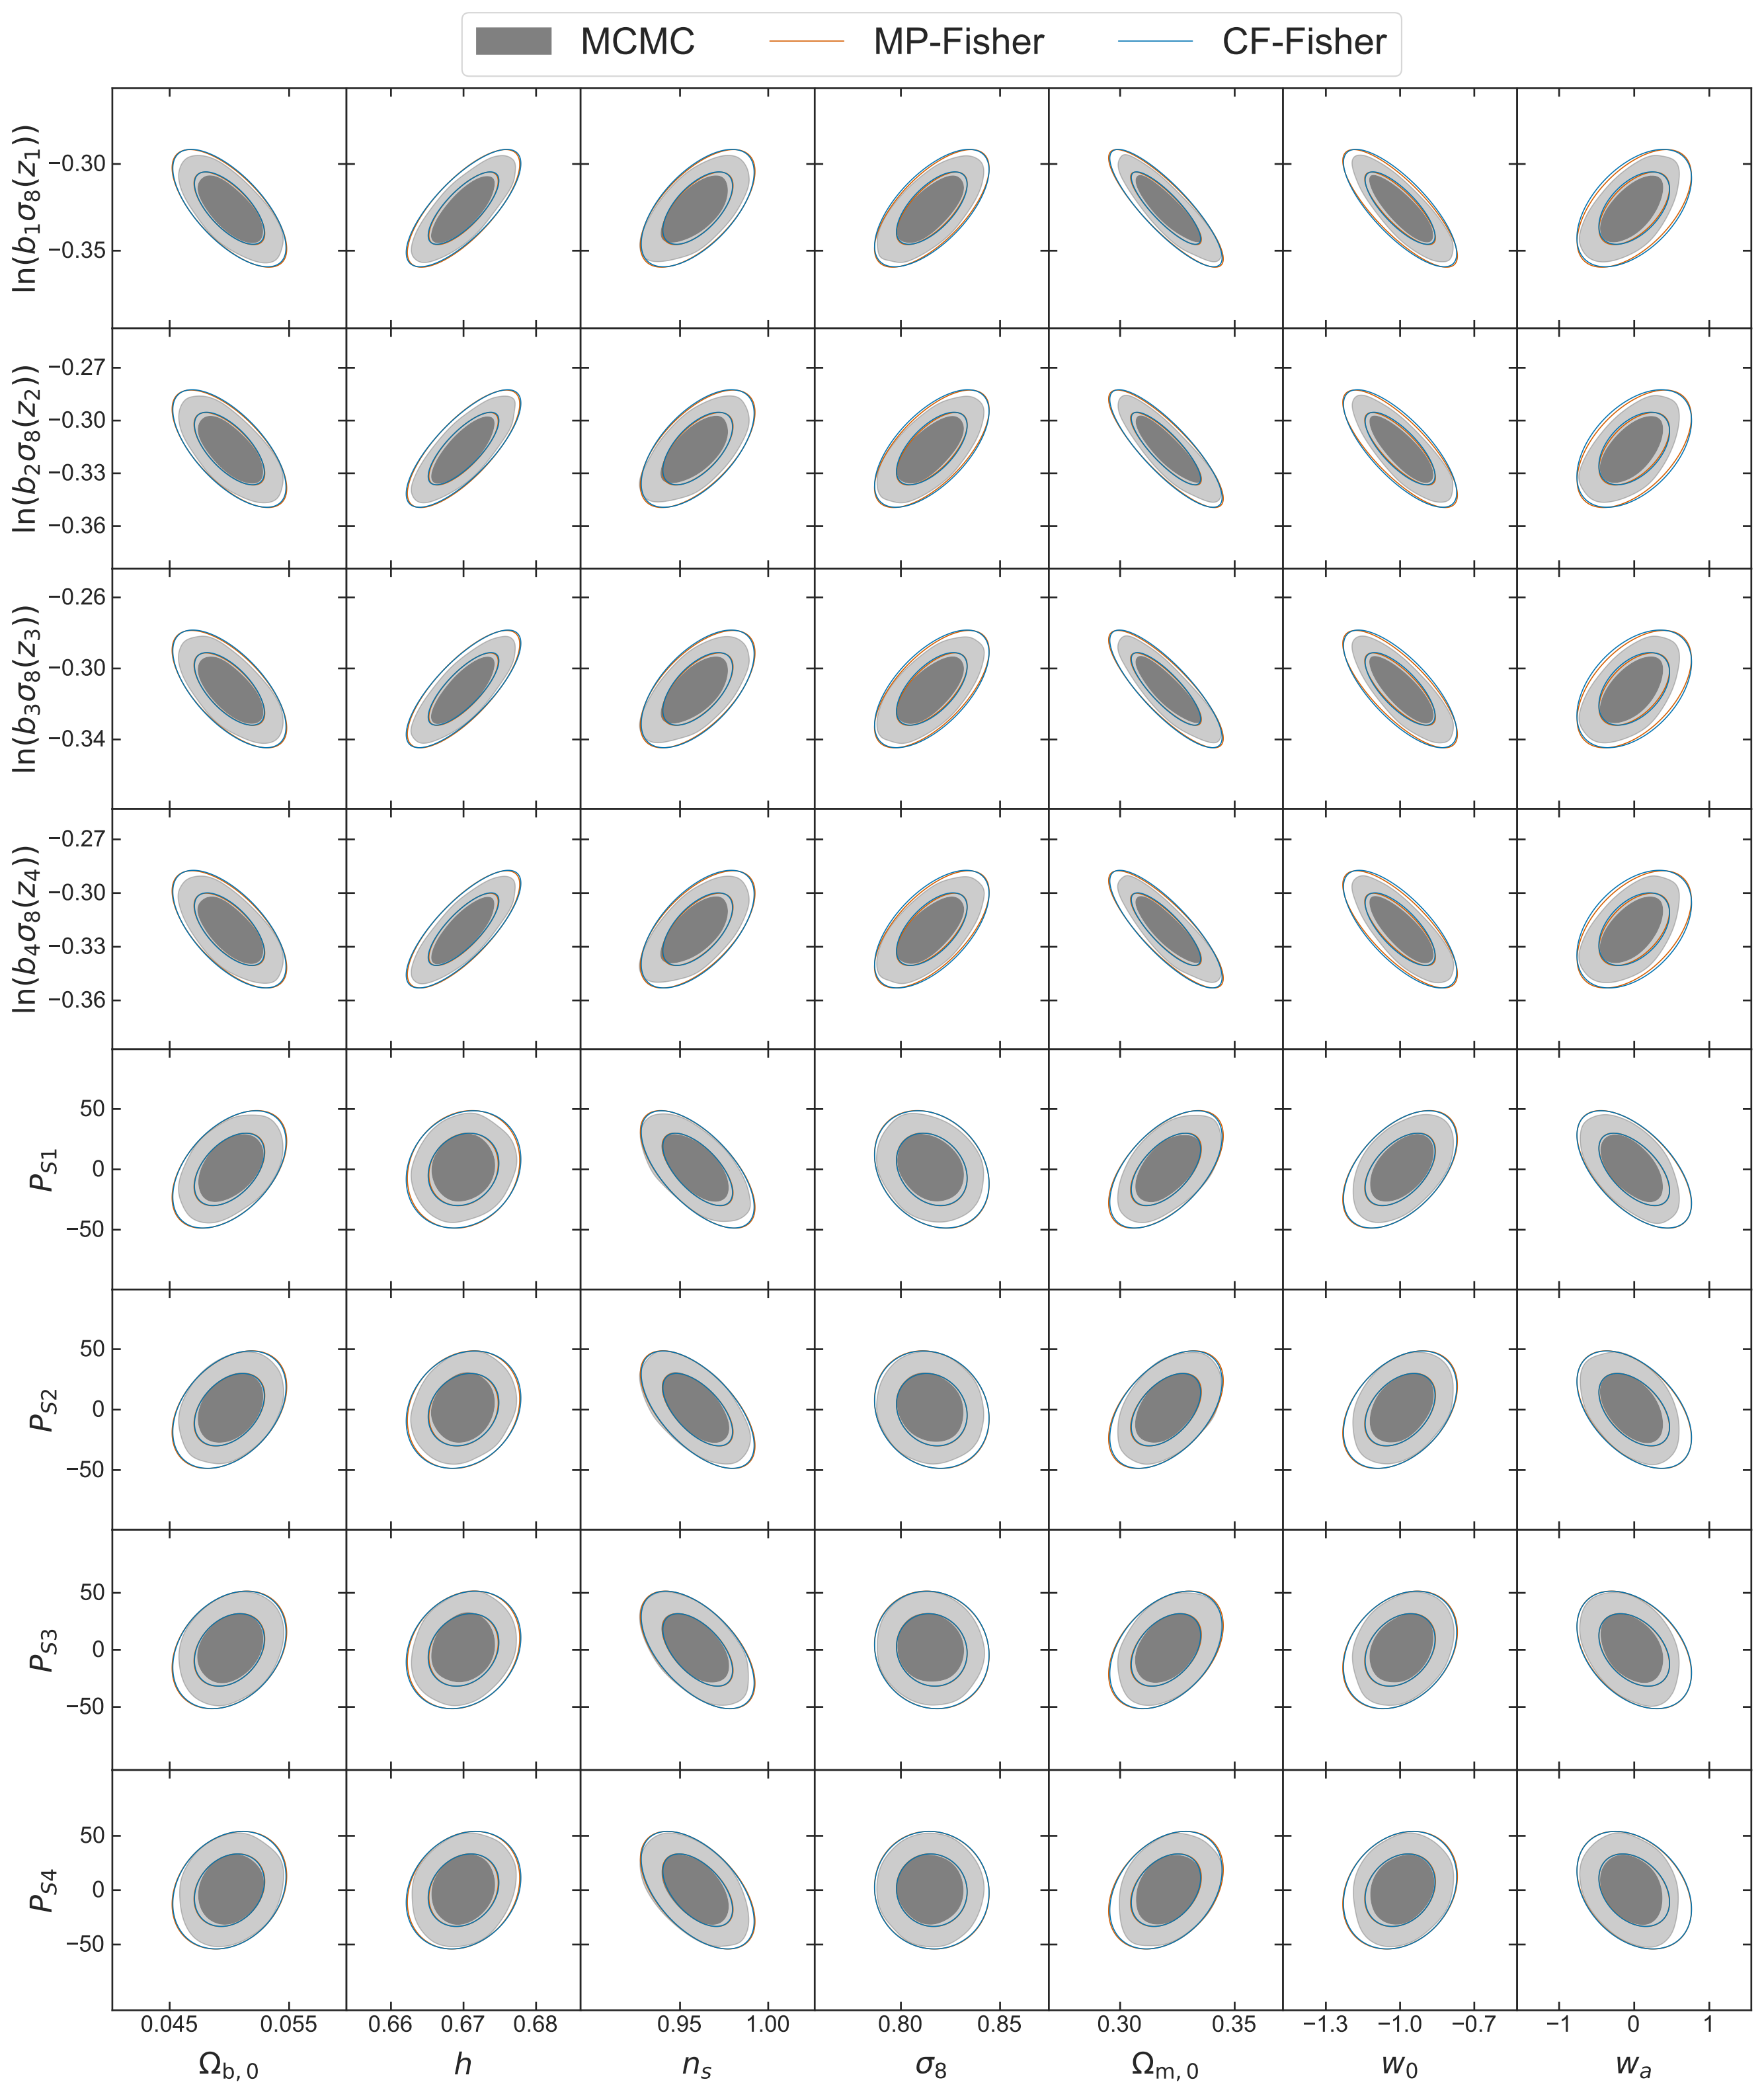 MCMC MP-Fisher CF-Fisher
ln(b₁σ₈(z₁)) −0.30 −0.35
ln(b₂σ₈(z₂)) −0.27 −0.30 −0.33 −0.36
ln(b₃σ₈(z₃)) −0.26 −0.30 −0.34
ln(b₄σ₈(z₄)) −0.27 −0.30 −0.33 −0.36
P_S1 50 0 −50
P_S2 50 0 −50
P_S3 50 0 −50
P_S4 50 0 −50
0.045 0.055 0.66 0.67 0.68 0.95 1.00 0.80 0.85 0.30 0.35 −1.3 −1.0 −0.7 −1 0 1
Ω_b,0 h n_s σ₈ Ω_m,0 w₀ w_a